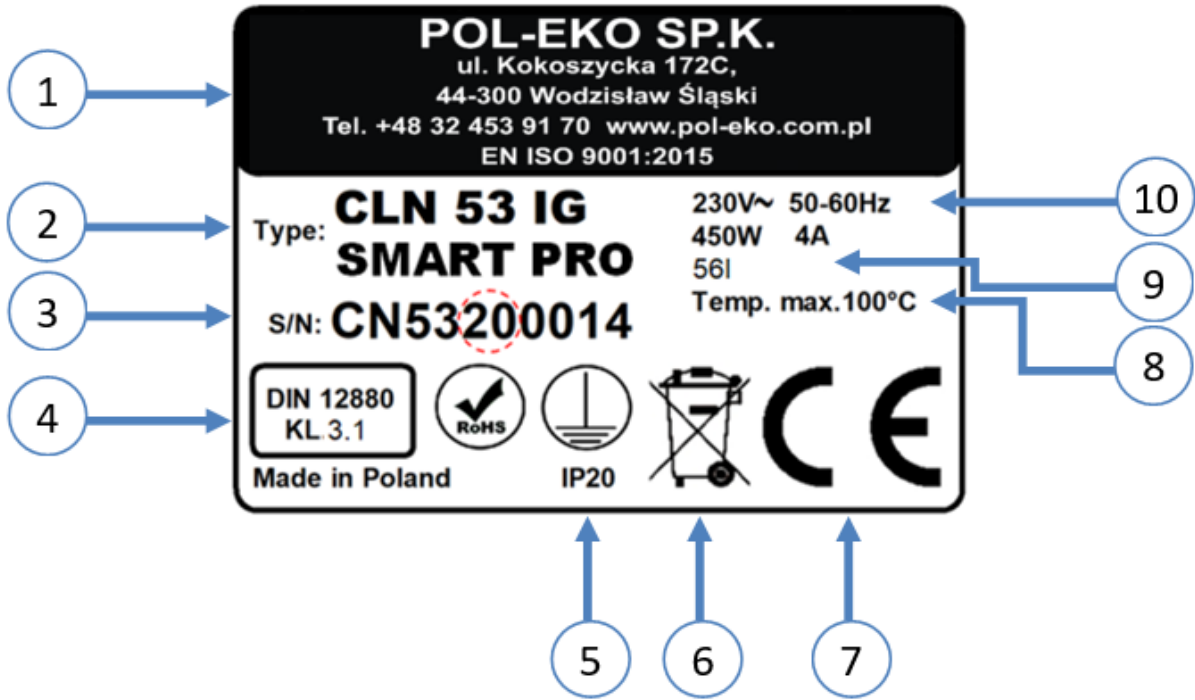 POL-EKO SP.K.
ul. Kokoszycka 172C,
44-300 Wodzisław Śląski
Tel. +48 32 453 91 70 www.pol-eko.com.pl
EN ISO 9001:2015
1
Type: CLN 53 IG
SMART PRO
2
S/N: CN53200014
3
230V~ 50-60Hz
10
450W 4A
56l
9
Temp. max.100°C
8
DIN 12880
KL.3.1
4
RoHS
Made in Poland
IP20
CE
5
6
7